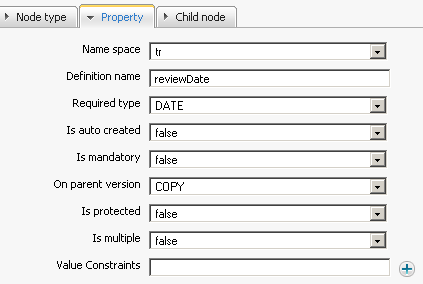 Node type Property Child node
Name space tr
Definition name reviewDate
Required type DATE
Is auto created false
Is mandatory false
On parent version COPY
Is protected false
Is multiple false
Value Constraints